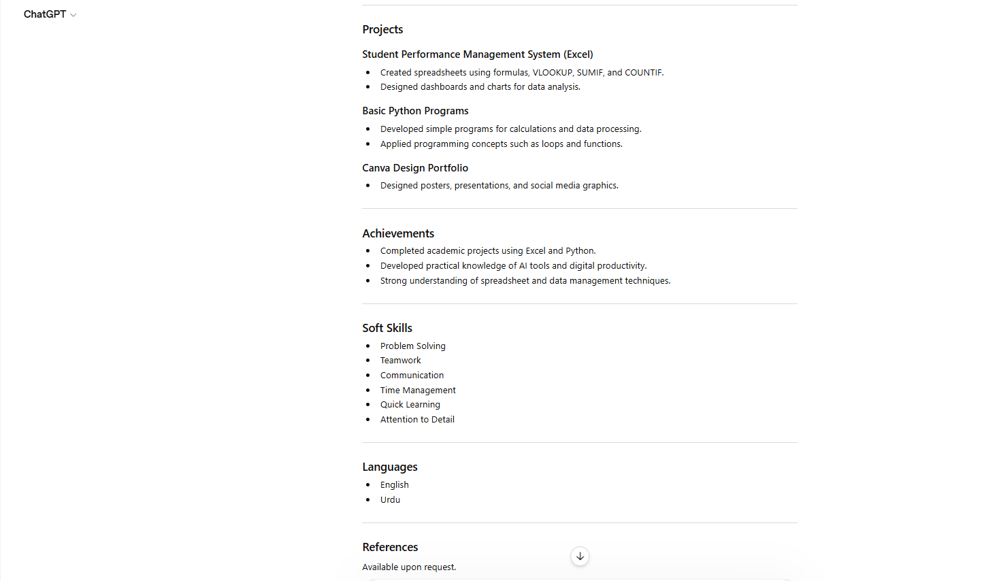 ChatGPT
Projects
Student Performance Management System (Excel)
Created spreadsheets using formulas, VLOOKUP, SUMIF, and COUNTIF.
Designed dashboards and charts for data analysis.
Basic Python Programs
Developed simple programs for calculations and data processing.
Applied programming concepts such as loops and functions.
Canva Design Portfolio
Designed posters, presentations, and social media graphics.
Achievements
Completed academic projects using Excel and Python.
Developed practical knowledge of AI tools and digital productivity.
Strong understanding of spreadsheet and data management techniques.
Soft Skills
Problem Solving
Teamwork
Communication
Time Management
Quick Learning
Attention to Detail
Languages
English
Urdu
References
Available upon request.